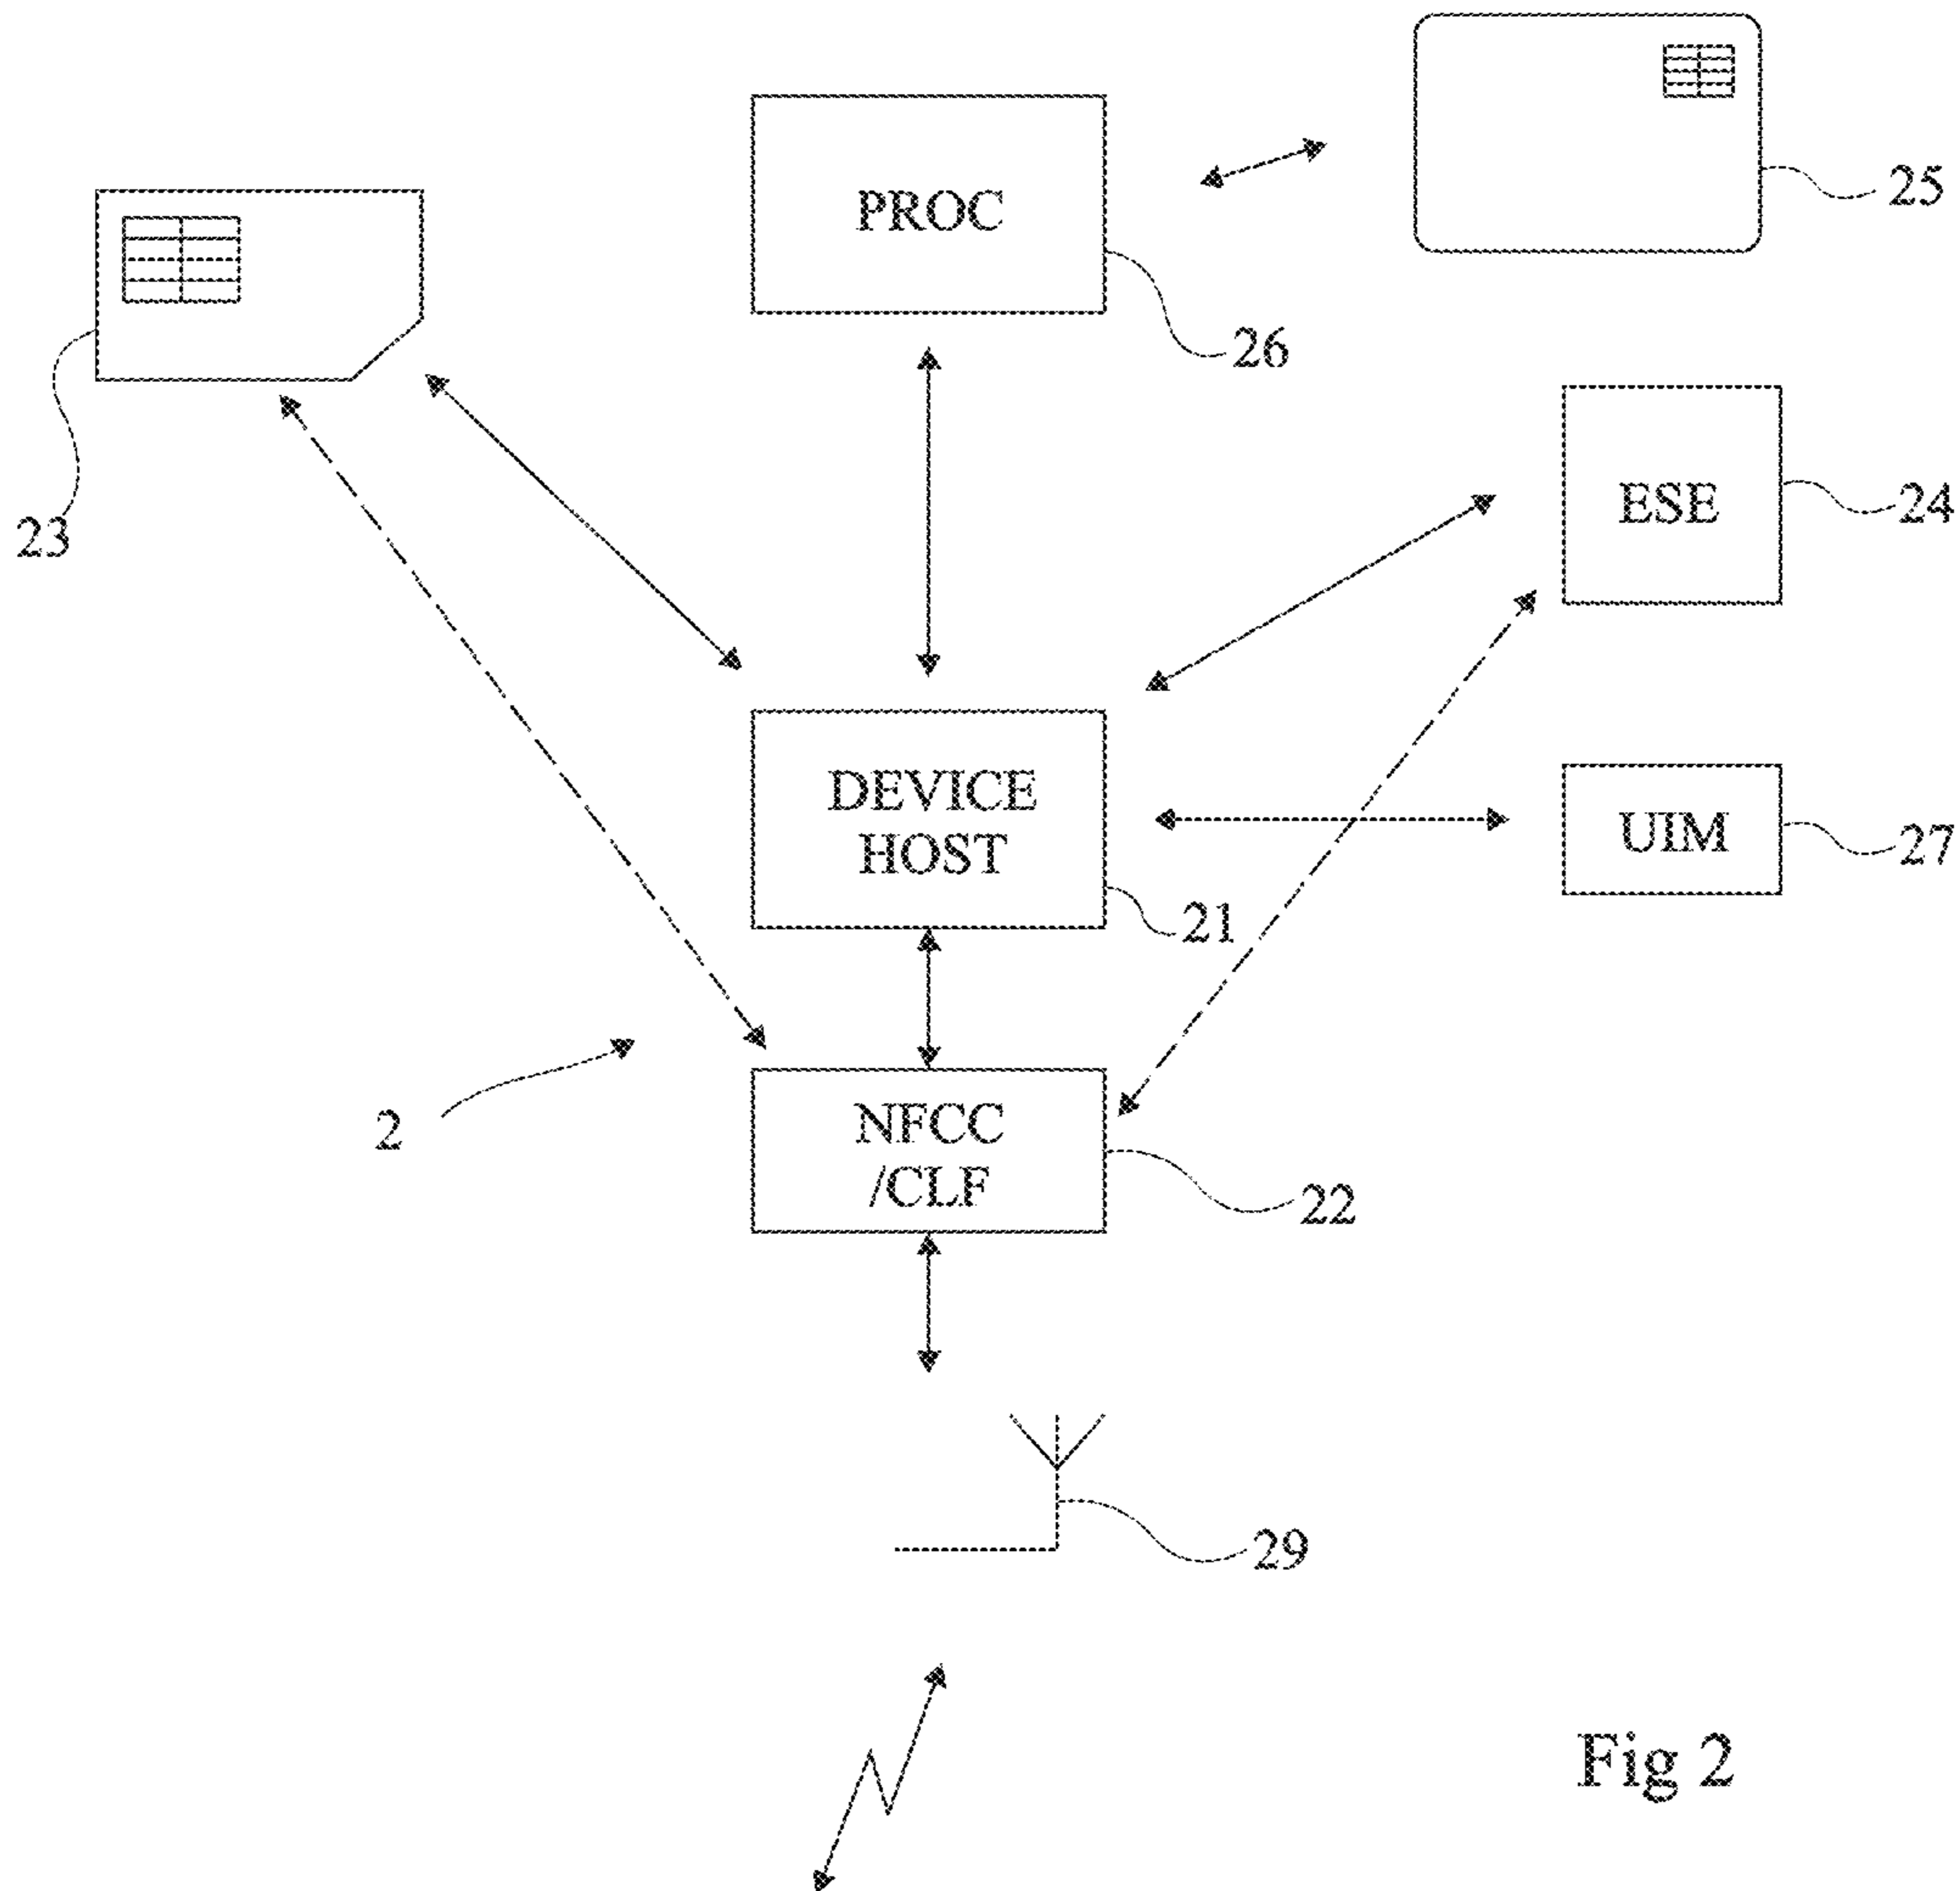 25
PROC
26
23
ESE
24
DEVICE
HOST
21
UIM
27
2
NFCC
/CLF
22
29
Fig 2